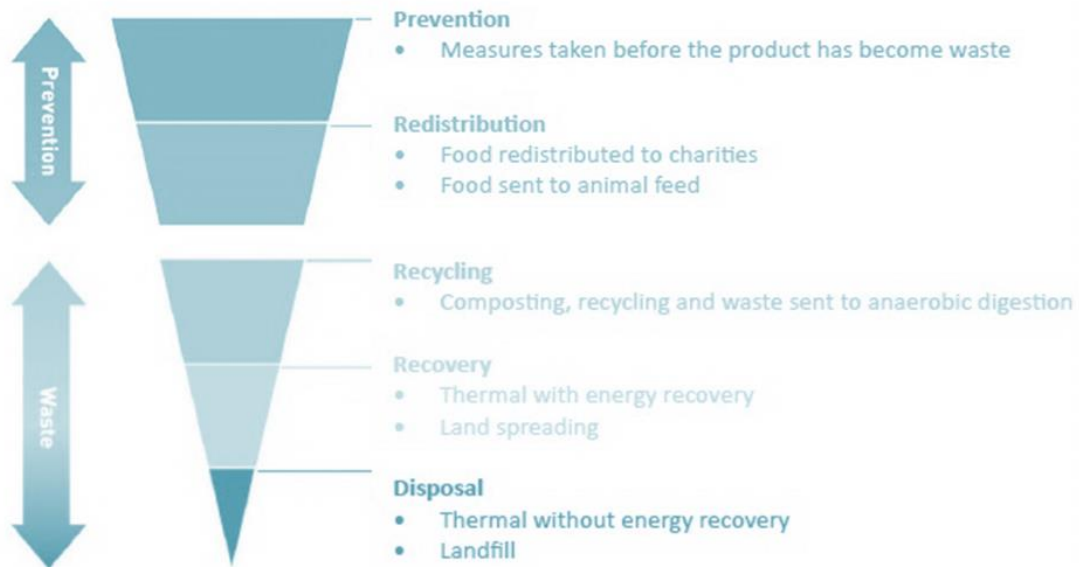 Prevention
Prevention
• Measures taken before the product has become waste
Redistribution
• Food redistributed to charities
• Food sent to animal feed
Waste
Recycling
• Composting, recycling and waste sent to anaerobic digestion
Recovery
• Thermal with energy recovery
• Land spreading
Disposal
• Thermal without energy recovery
• Landfill